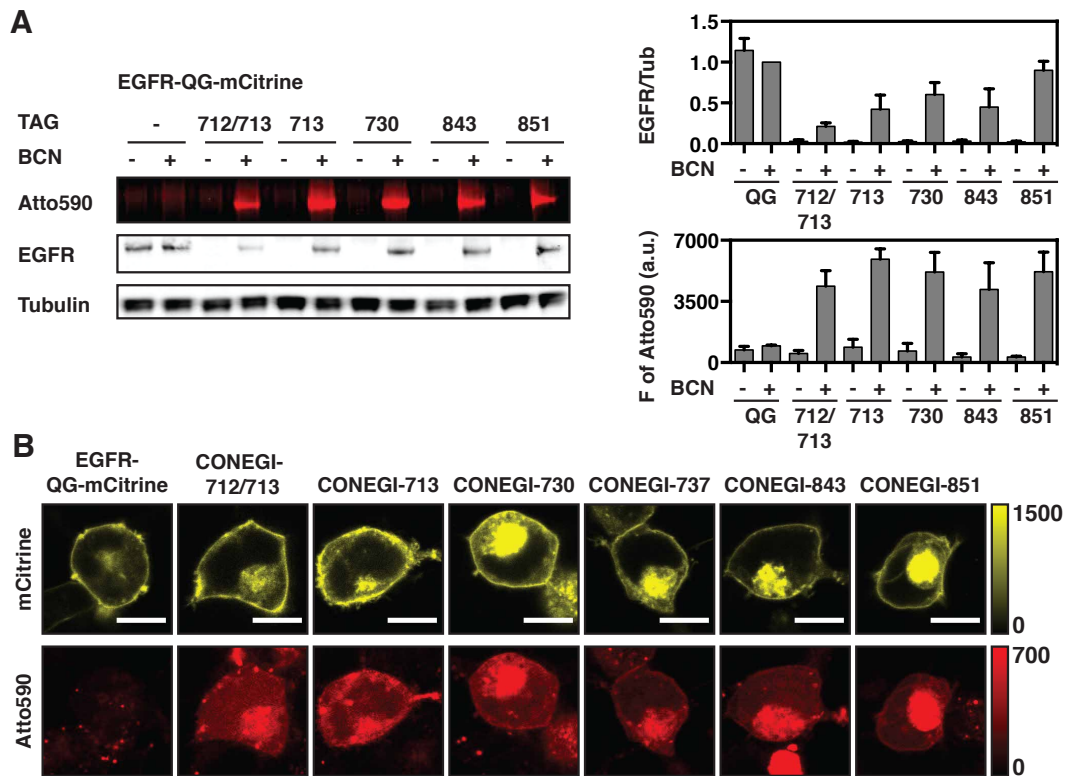 A
EGFR-QG-mCitrine
TAG - 712/713 713 730 843 851
BCN - + - + - + - + - + - +
Atto590
EGFR
Tubulin
EGFR/Tub
1.5
1.0
0.5
0.0
BCN - + - + - + - + - + - +
QG 712/ 713 730 843 851
713
F of Atto590 (a.u.)
7000
3500
0
BCN - + - + - + - + - + - +
QG 712/ 713 730 843 851
713
B
EGFR- CONEGI-
QG-mCitrine 712/713 CONEGI-713 CONEGI-730 CONEGI-737 CONEGI-843 CONEGI-851
mCitrine
1500
0
Atto590
700
0